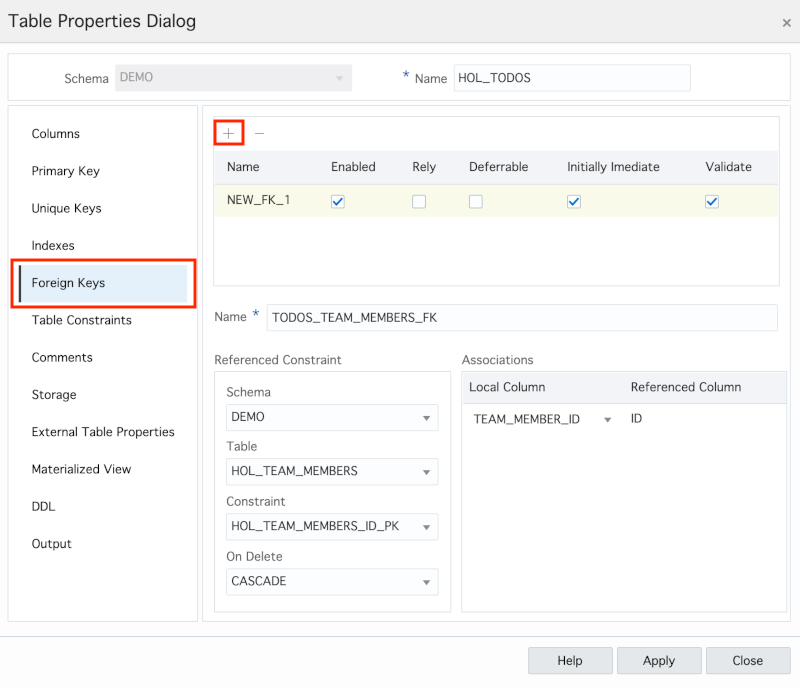 Table Properties Dialog
×
Schema DEMO * Name HOL_TODOS
Columns
Primary Key
Unique Keys
Indexes
Foreign Keys
Table Constraints
Comments
Storage
External Table Properties
Materialized View
DDL
Output
+ −
Name Enabled Rely Deferrable Initially Imediate Validate
NEW_FK_1
Name * TODOS_TEAM_MEMBERS_FK
Referenced Constraint
Schema
DEMO
Table
HOL_TEAM_MEMBERS
Constraint
HOL_TEAM_MEMBERS_ID_PK
On Delete
CASCADE
Associations
Local Column Referenced Column
TEAM_MEMBER_ID ID
Help Apply Close